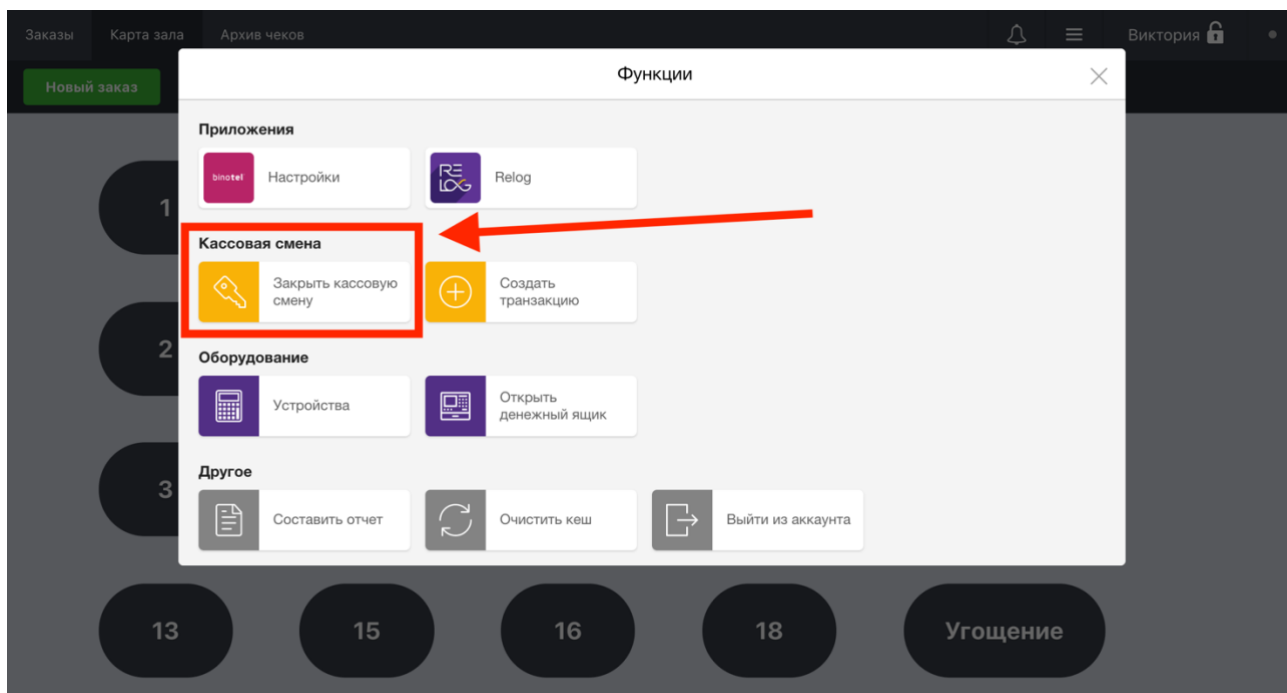 Заказы Карта зала Архив чеков Виктория
Новый заказ
Функции
Приложения
binotel Настройки RELOG Relog
Кассовая смена
Закрыть кассовую
смену
Создать
транзакцию
Оборудование
Устройства
Открыть
денежный ящик
Другое
Составить отчет Очистить кеш Выйти из аккаунта
1
2
3
13 15 16 18 Угощение